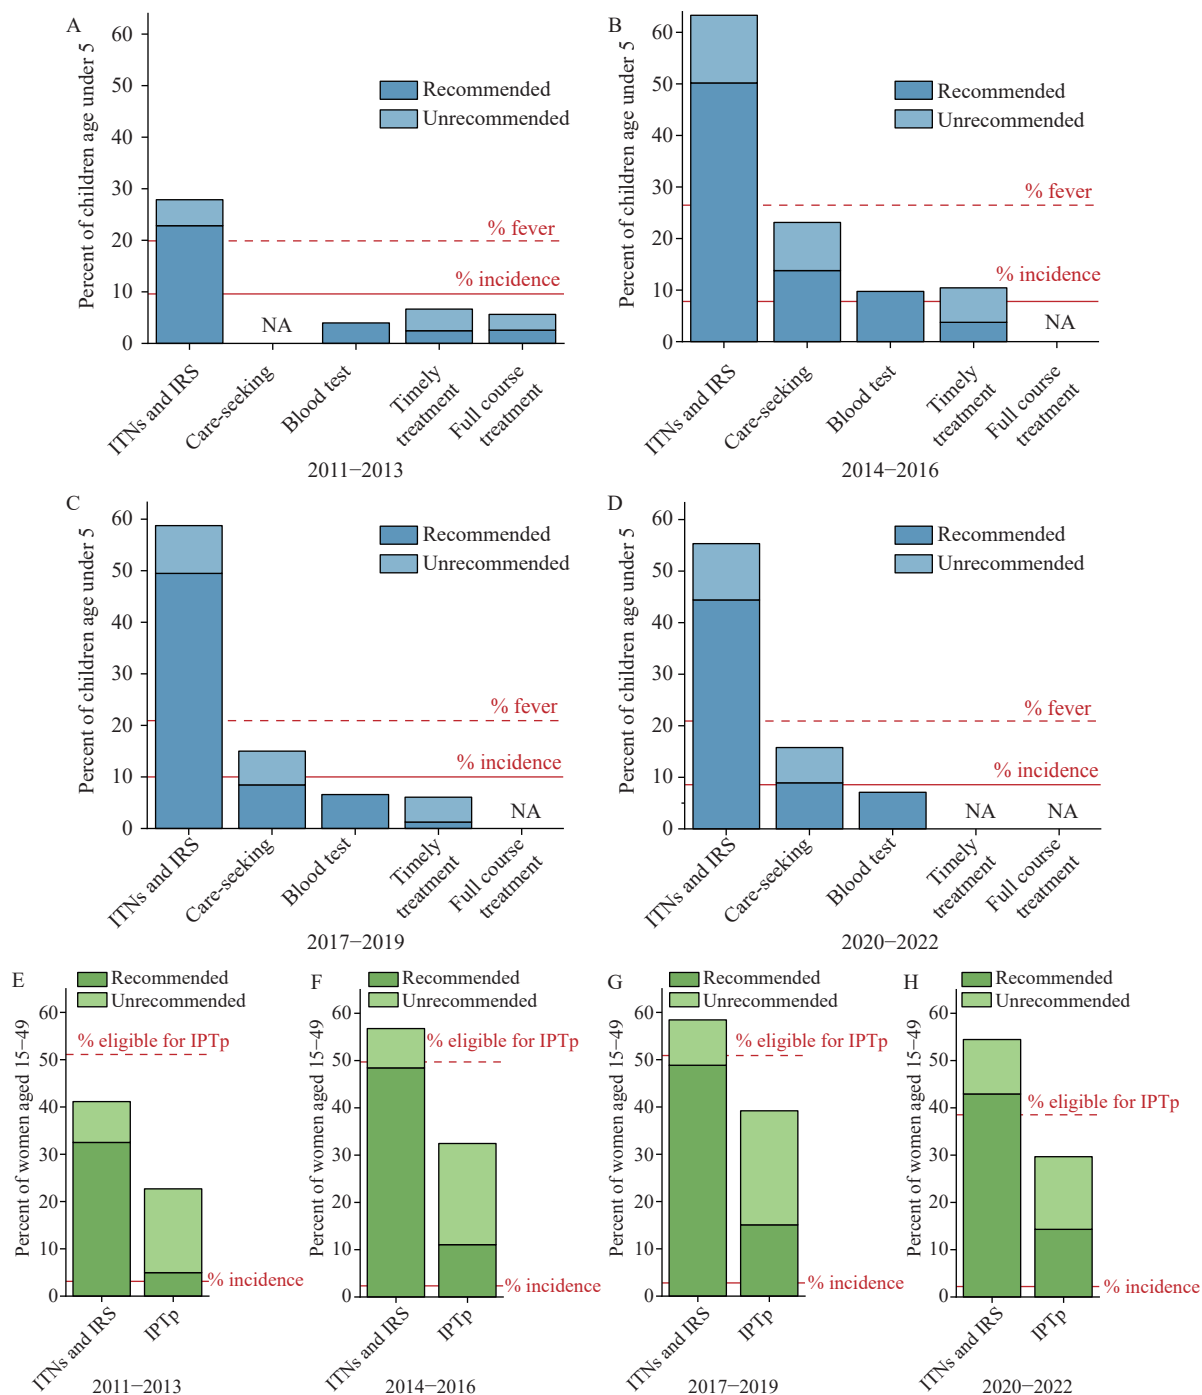 A
Percent of children age under 5
60
50
40
30
20
10
0
Recommended
Unrecommended
% fever
% incidence
NA
ITNs and IRS
Care-seeking
Blood test
Timely
treatment
Full course
treatment
2011−2013
B
Percent of children age under 5
60
50
40
30
20
10
0
Recommended
Unrecommended
% fever
% incidence
NA
ITNs and IRS
Care-seeking
Blood test
Timely
treatment
Full course
treatment
2014−2016
C
Percent of children age under 5
60
50
40
30
20
10
0
Recommended
Unrecommended
% fever
% incidence
NA
ITNs and IRS
Care-seeking
Blood test
Timely
treatment
Full course
treatment
2017−2019
D
Percent of children age under 5
60
50
40
30
20
10
0
Recommended
Unrecommended
% fever
% incidence
NA
NA
ITNs and IRS
Care-seeking
Blood test
Timely
treatment
Full course
treatment
2020−2022
E
Percent of women aged 15−49
60
50
40
30
20
10
0
Recommended
Unrecommended
% eligible for IPTp
% incidence
ITNs and IRS
IPTp
2011−2013
F
Percent of women aged 15−49
60
50
40
30
20
10
0
Recommended
Unrecommended
% eligible for IPTp
% incidence
ITNs and IRS
IPTp
2014−2016
G
Percent of women aged 15−49
60
50
40
30
20
10
0
Recommended
Unrecommended
% eligible for IPTp
% incidence
ITNs and IRS
IPTp
2017−2019
H
Percent of women aged 15−49
60
50
40
30
20
10
0
Recommended
Unrecommended
% eligible for IPTp
% incidence
ITNs and IRS
IPTp
2020−2022